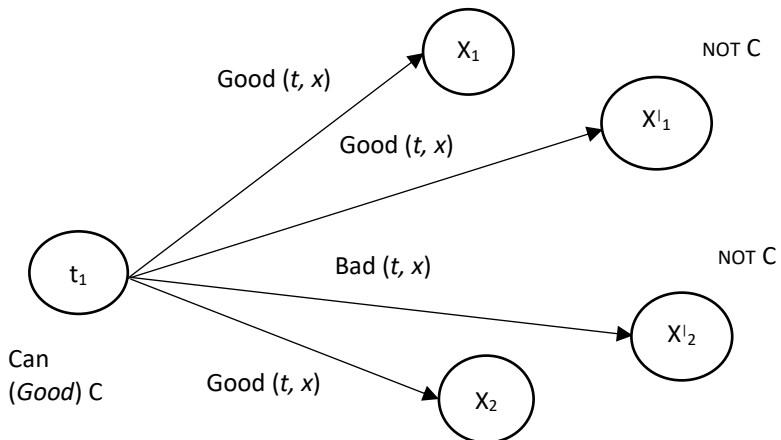 X₁
NOT C
Good (t, x)
X|₁
Good (t, x)
Bad (t, x)
NOT C
t₁
X|₂
Can
(Good) C
Good (t, x)
X₂